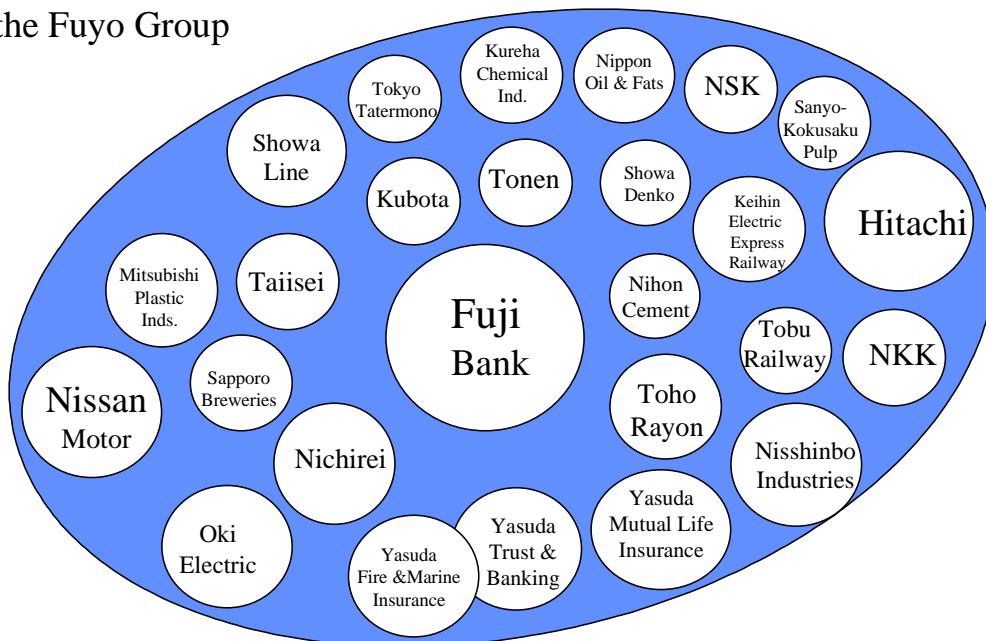 the Fuyo Group
Kureha
Chemical
Ind.
Nippon
Oil & Fats
NSK
Tokyo
Tatermono
Sanyo-
Kokusaku
Pulp
Showa
Line
Kubota
Tonen
Showa
Denko
Keihin
Electric
Express
Railway
Hitachi
Mitsubishi
Plastic
Inds.
Taiisei
Fuji
Bank
Nihon
Cement
Tobu
Railway
NKK
Nissan
Motor
Sapporo
Breweries
Toho
Rayon
Nichirei
Nisshinbo
Industries
Oki
Electric
Yasuda
Fire &Marine
Insurance
Yasuda
Trust &
Banking
Yasuda
Mutual Life
Insurance